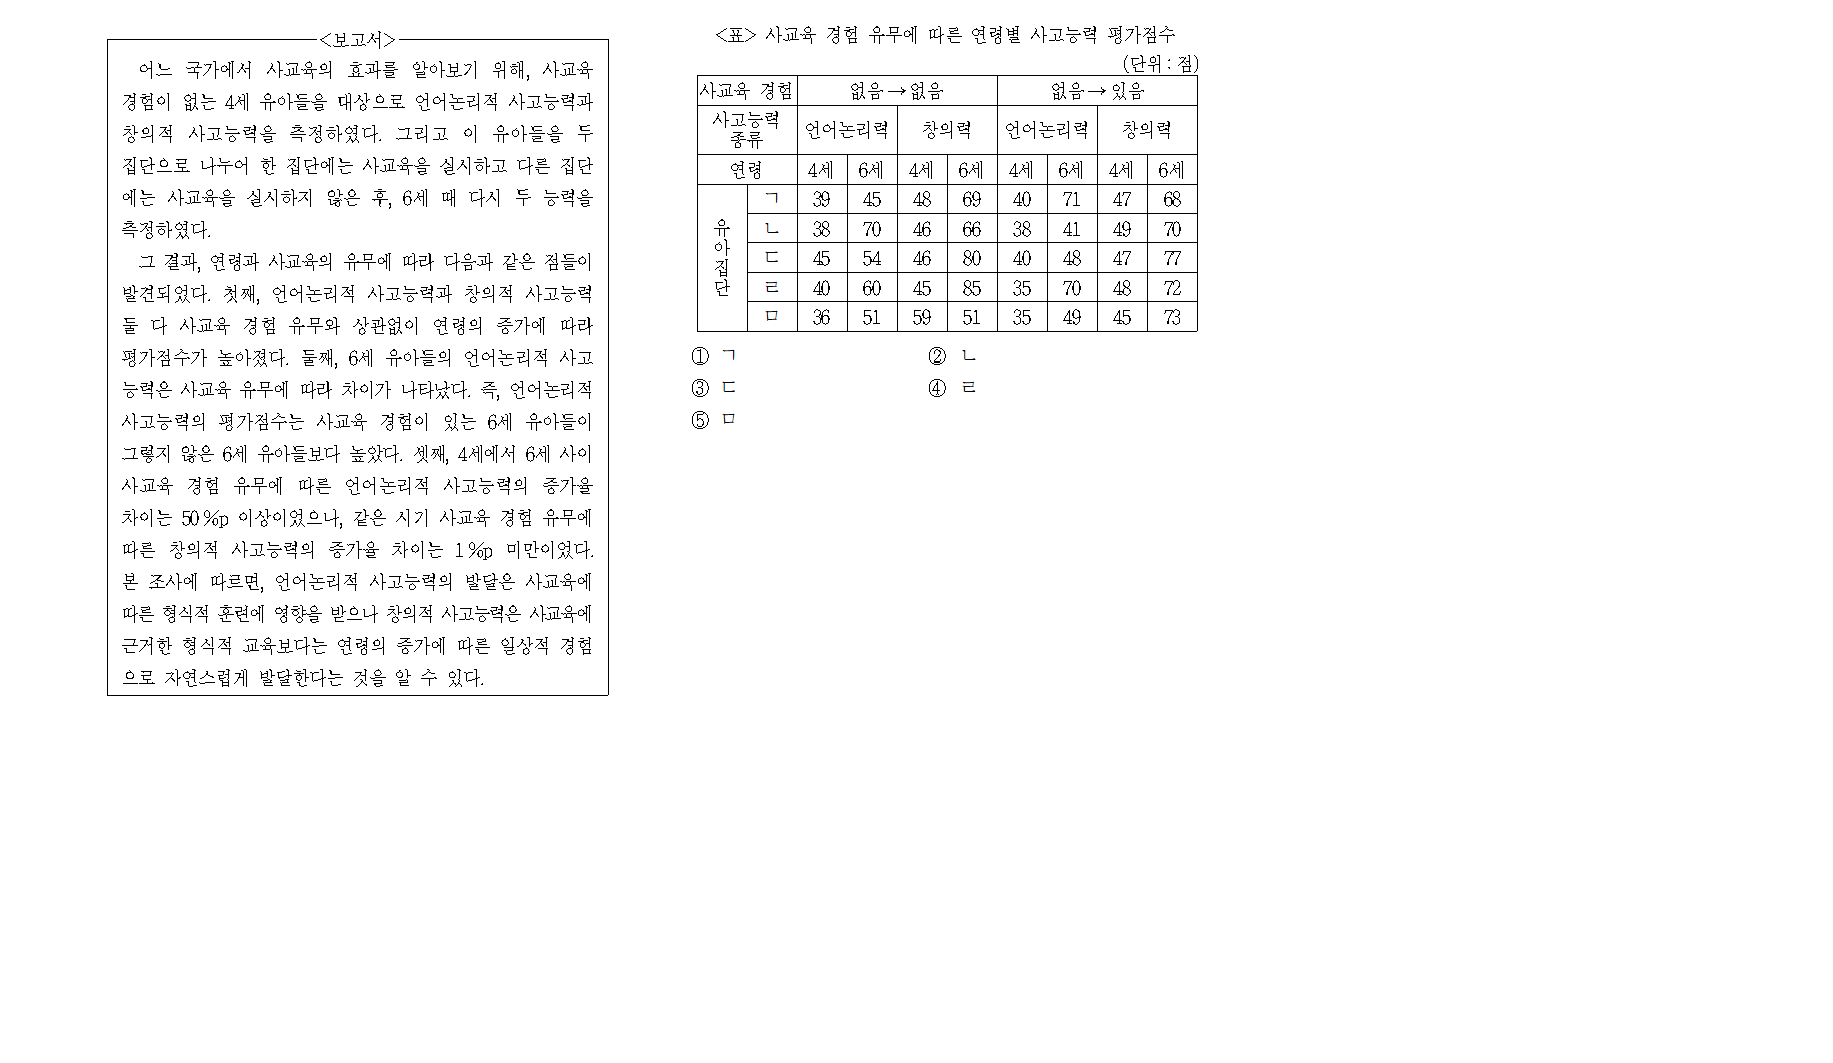 <보고서>
어느 국가에서 사교육의 효과를 알아보기 위해, 사교육
경험이 없는 4세 유아들을 대상으로 언어논리적 사고능력과
창의적 사고능력을 측정하였다. 그리고 이 유아들을 두
집단으로 나누어 한 집단에는 사교육을 실시하고 다른 집단
에는 사교육을 실시하지 않은 후, 6세 때 다시 두 능력을
측정하였다.
그 결과, 연령과 사교육의 유무에 따라 다음과 같은 점들이
발견되었다. 첫째, 언어논리적 사고능력과 창의적 사고능력
둘 다 사교육 경험 유무와 상관없이 연령의 증가에 따라
평가점수가 높아졌다. 둘째, 6세 유아들의 언어논리적 사고
능력은 사교육 유무에 따라 차이가 나타났다. 즉, 언어논리적
사고능력의 평가점수는 사교육 경험이 있는 6세 유아들이
그렇지 않은 6세 유아들보다 높았다. 셋째, 4세에서 6세 사이
사교육 경험 유무에 따른 언어논리적 사고능력의 증가율
차이는 50%p 이상이었으나, 같은 시기 사교육 경험 유무에
따른 창의적 사고능력의 증가율 차이는 1%p 미만이었다.
본 조사에 따르면, 언어논리적 사고능력의 발달은 사교육에
따른 형식적 훈련에 영향을 받으나 창의적 사고능력은 사교육에
근거한 형식적 교육보다는 연령의 증가에 따른 일상적 경험
으로 자연스럽게 발달한다는 것을 알 수 있다.
<표> 사교육 경험 유무에 따른 연령별 사고능력 평가점수
(단위 : 점)
사교육 경험 없음→없음 없음→있음
사고능력 종류 언어논리력 창의력 언어논리력 창의력
연령 4세 6세 4세 6세 4세 6세 4세 6세
유아집단
ㄱ 39 45 48 69 40 71 47 68
ㄴ 38 70 46 66 38 41 49 70
ㄷ 45 54 46 80 40 48 47 77
ㄹ 40 60 45 85 35 70 48 72
ㅁ 36 51 59 51 35 49 45 73
① ㄱ ② ㄴ
③ ㄷ ④ ㄹ
⑤ ㅁ